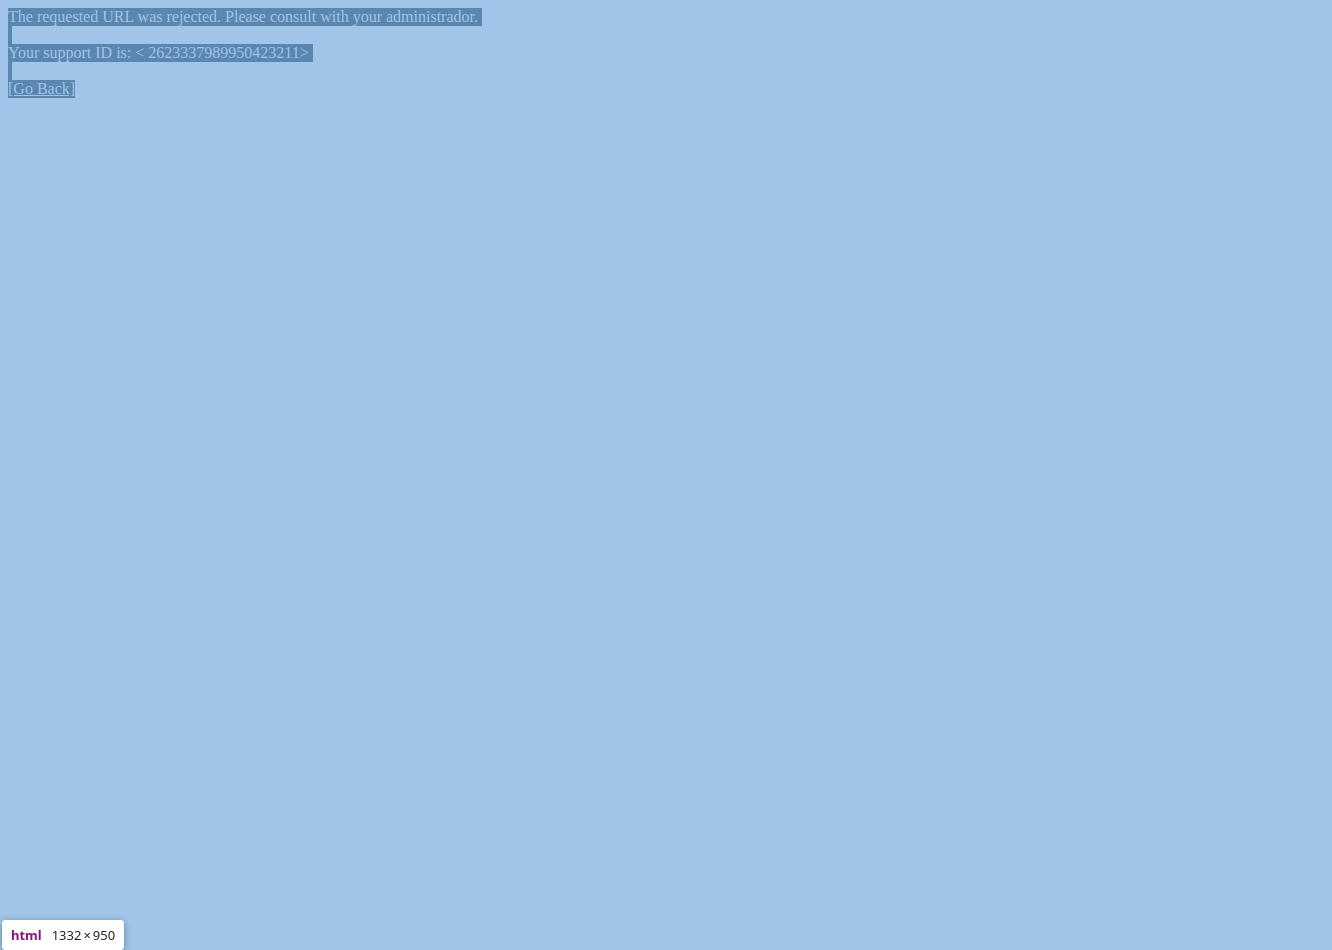 The requested URL was rejected. Please consult with your administrador.
Your support ID is: < 2623337989950423211>
[Go Back]
html 1332 × 950